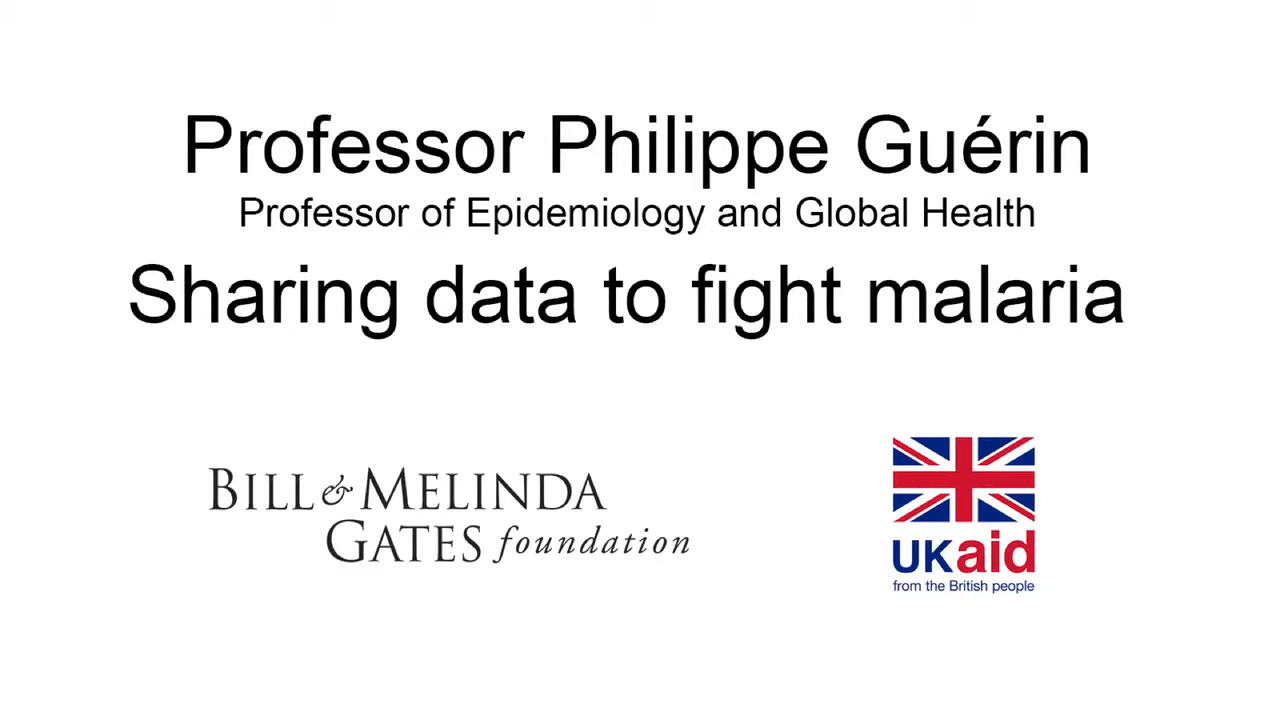 Professor Philippe Guérin
Professor of Epidemiology and Global Health
Sharing data to fight malaria
BILL & MELINDA
GATES foundation
UKaid
from the British people